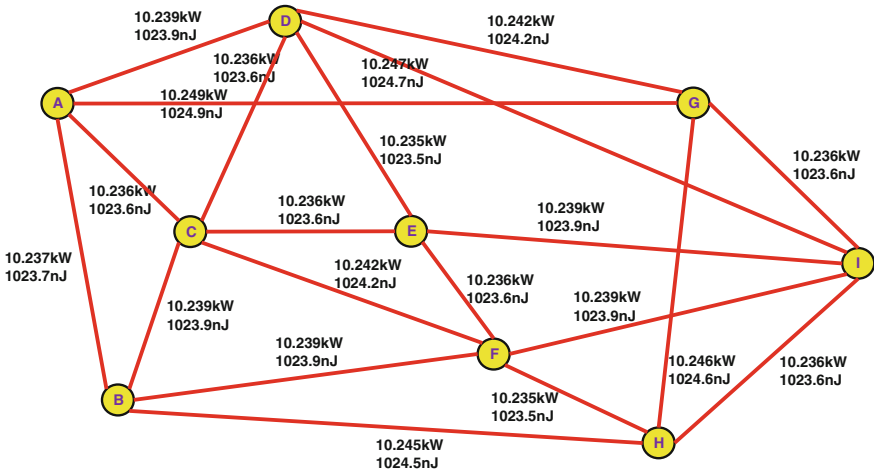 10.239kW
1023.9nJ
D
10.242kW
1024.2nJ
10.236kW
1023.6nJ
10.247kW
1024.7nJ
A
10.249kW
1024.9nJ
G
10.235kW
1023.5nJ
10.236kW
1023.6nJ
10.236kW
1023.6nJ
10.236kW
1023.6nJ
10.239kW
1023.9nJ
C
E
10.237kW
1023.7nJ
10.242kW
1024.2nJ
10.236kW
1023.6nJ
I
10.239kW
1023.9nJ
10.239kW
1023.9nJ
10.239kW
1023.9nJ
F
10.246kW
1024.6nJ
10.236kW
1023.6nJ
B
10.235kW
1023.5nJ
H
10.245kW
1024.5nJ